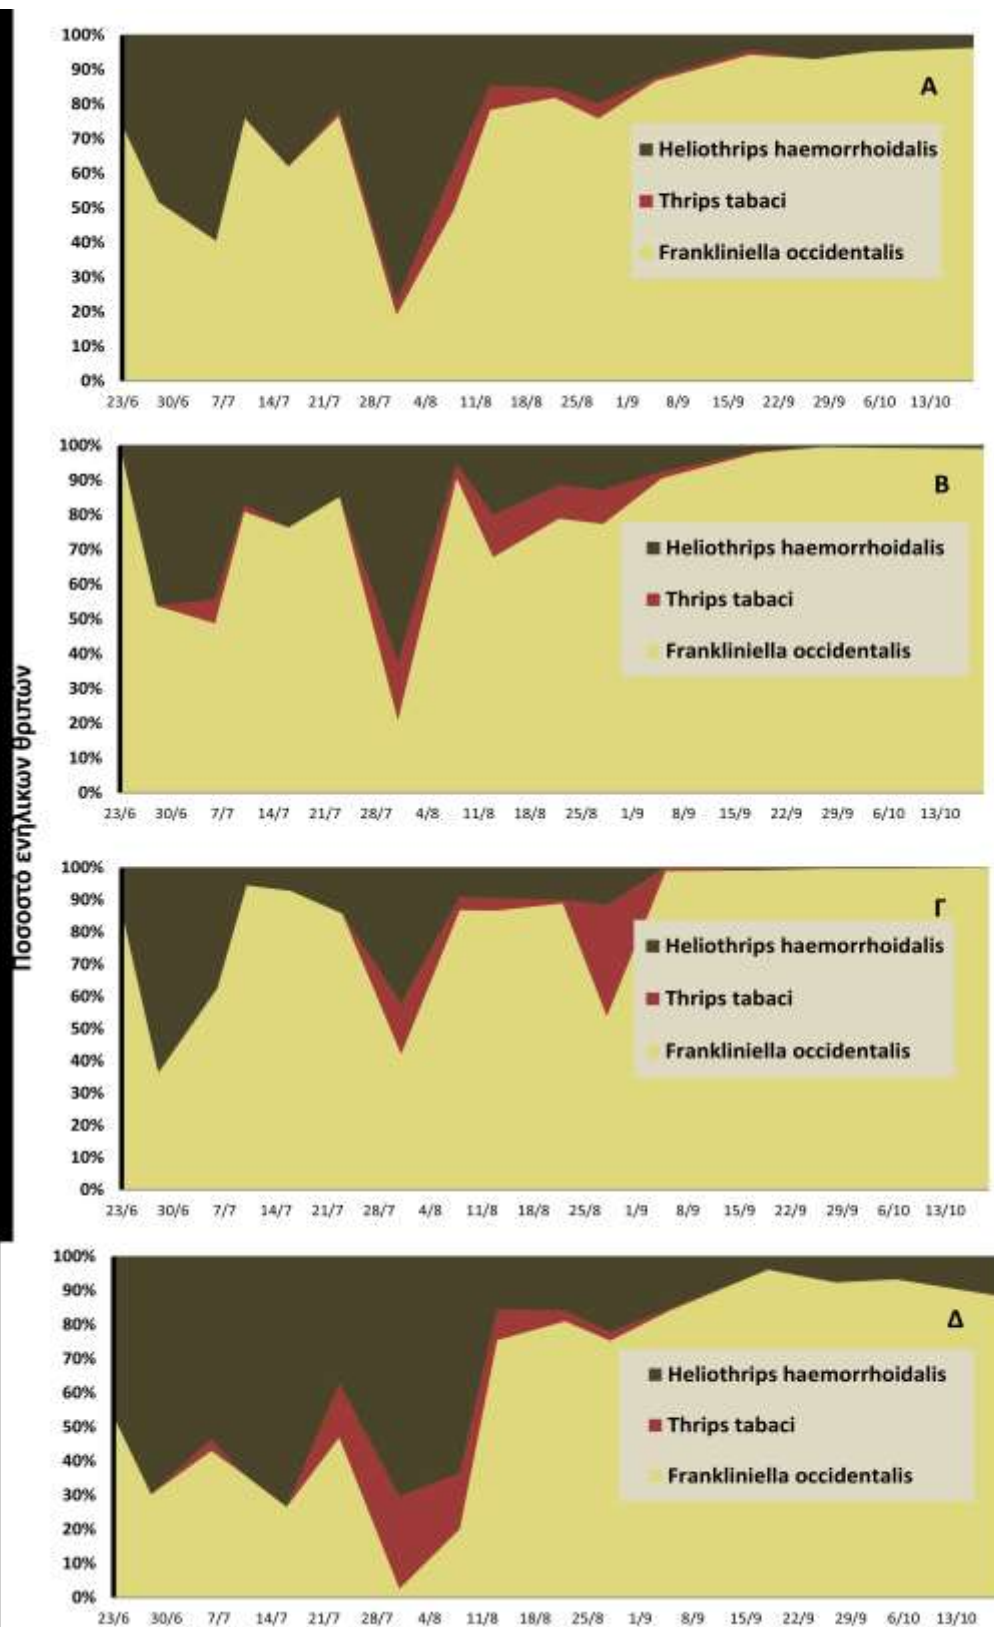 Ποσοστό ενήλικων θριπών
100%
90%
80%
70%
60%
50%
40%
30%
20%
10%
0%
A
Heliothrips haemorrhoidalis
Thrips tabaci
Frankliniella occidentalis
23/6 30/6 7/7 14/7 21/7 28/7 4/8 11/8 18/8 25/8 1/9 8/9 15/9 22/9 29/9 6/10 13/10
100%
90%
80%
70%
60%
50%
40%
30%
20%
10%
0%
B
Heliothrips haemorrhoidalis
Thrips tabaci
Frankliniella occidentalis
23/6 30/6 7/7 14/7 21/7 28/7 4/8 11/8 18/8 25/8 1/9 8/9 15/9 22/9 29/9 6/10 13/10
100%
90%
80%
70%
60%
50%
40%
30%
20%
10%
0%
Γ
Heliothrips haemorrhoidalis
Thrips tabaci
Frankliniella occidentalis
23/6 30/6 7/7 14/7 21/7 28/7 4/8 11/8 18/8 25/8 1/9 8/9 15/9 22/9 29/9 6/10 13/10
100%
90%
80%
70%
60%
50%
40%
30%
20%
10%
0%
Δ
Heliothrips haemorrhoidalis
Thrips tabaci
Frankliniella occidentalis
23/6 30/6 7/7 14/7 21/7 28/7 4/8 11/8 18/8 25/8 1/9 8/9 15/9 22/9 29/9 6/10 13/10